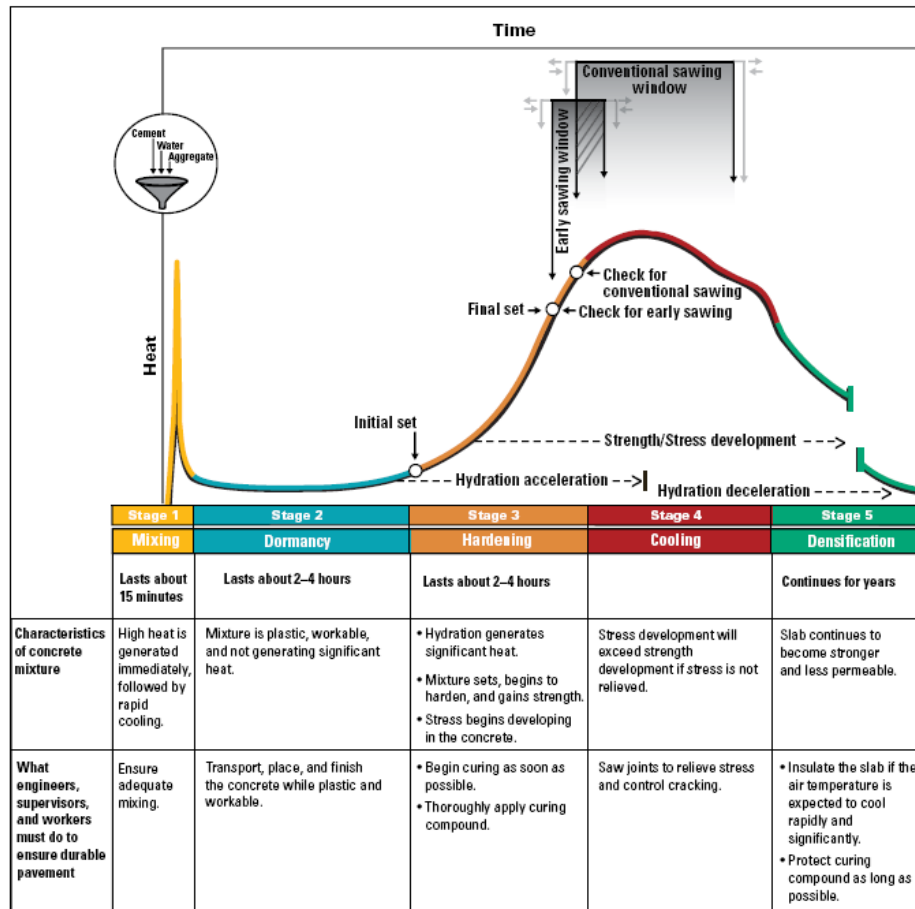 Time
Conventional sawing
window
Cement
Water
Aggregate
Early sawing window
Check for
conventional sawing
Final set
Check for early sawing
Heat
Initial set
Strength/Stress development
Hydration acceleration
Hydration deceleration
Stage 1
Stage 2
Stage 3
Stage 4
Stage 5
Mixing
Dormancy
Hardening
Cooling
Densification
Lasts about
15 minutes
Lasts about 2–4 hours
Lasts about 2–4 hours
Continues for years
Characteristics
of concrete
mixture
High heat is
generated
immediately,
followed by
rapid
cooling.
Mixture is plastic, workable,
and not generating significant
heat.
• Hydration generates
significant heat.
• Mixture sets, begins to
harden, and gains strength.
• Stress begins developing
in the concrete.
Stress development will
exceed strength
development if stress is not
relieved.
Slab continues to
become stronger
and less permeable.
What
engineers,
supervisors,
and workers
must do to
ensure durable
pavement
Ensure
adequate
mixing.
Transport, place, and finish
the concrete while plastic and
workable.
• Begin curing as soon as
possible.
• Thoroughly apply curing
compound.
Saw joints to relieve stress
and control cracking.
• Insulate the slab if the
air temperature is
expected to cool
rapidly and
significantly.
• Protect curing
compound as long as
possible.